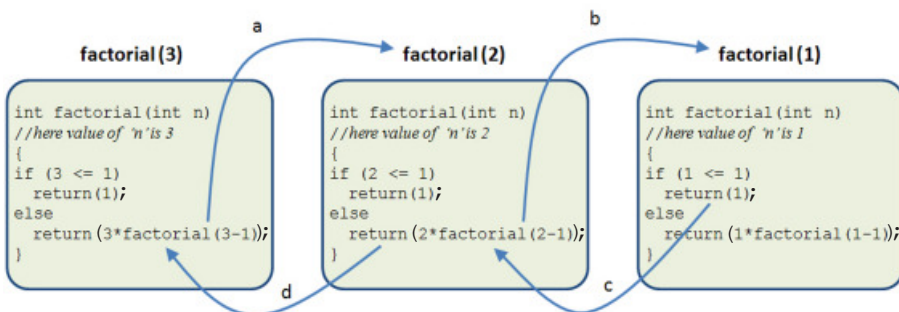 a
b
factorial(3)
factorial(2)
factorial(1)
int factorial(int n)
//here value of 'n' is 3
{
if (3 <= 1)
return(1);
else
return(3*factorial(3-1));
}
int factorial(int n)
//here value of 'n' is 2
{
if (2 <= 1)
return(1);
else
return(2*factorial(2-1));
}
int factorial(int n)
//here value of 'n' is 1
{
if (1 <= 1)
return(1);
else
return(1*factorial(1-1));
}
d
c